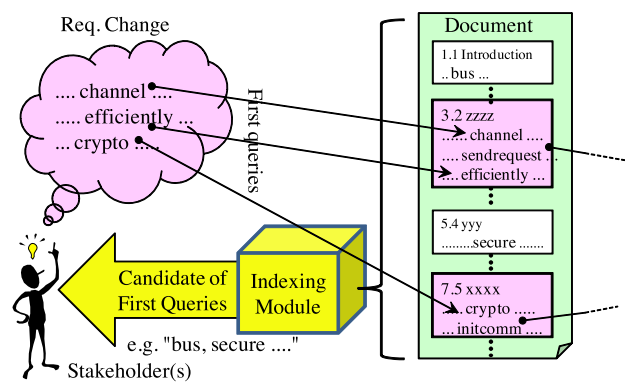 Req. Change
.... channel ....
..... efficiently ...
... crypto .....
First queries
Document
1.1 Introduction
.. bus ...
3.2 zzzz
...... channel ....
.... sendrequest ...
.... efficiently ...
5.4 yyy
.........secure .......
7.5 xxxx
..... crypto .....
... initcomm ....
Candidate of
First Queries
Indexing
Module
e.g. "bus, secure ...."
Stakeholder(s)